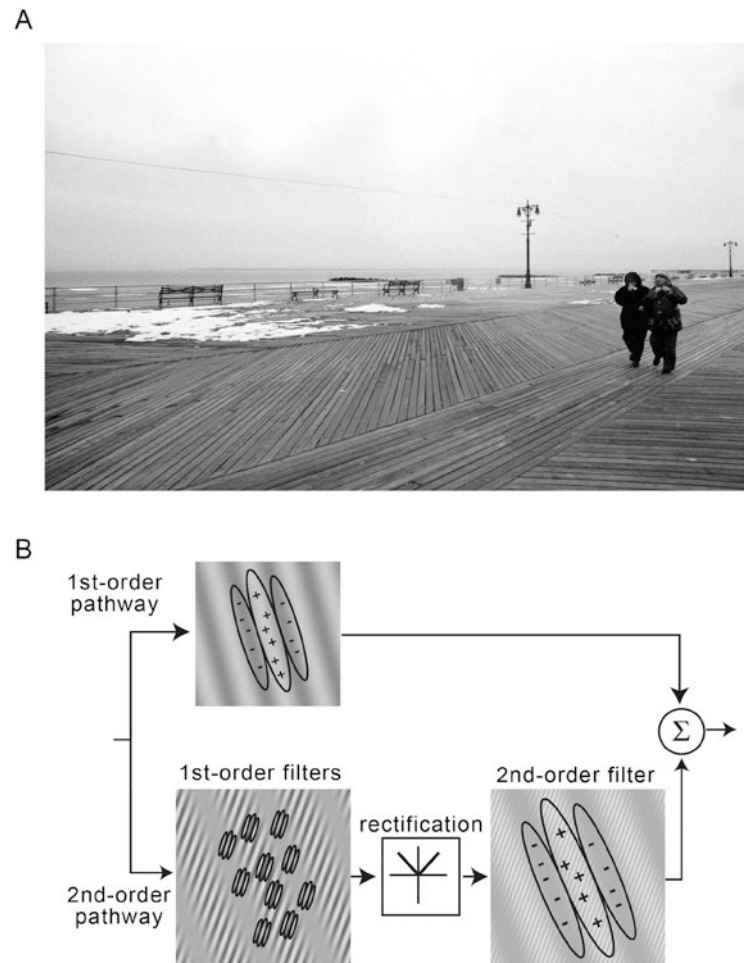 A
B
1st-order
pathway
Σ
1st-order filters
2nd-order filter
rectification
2nd-order
pathway